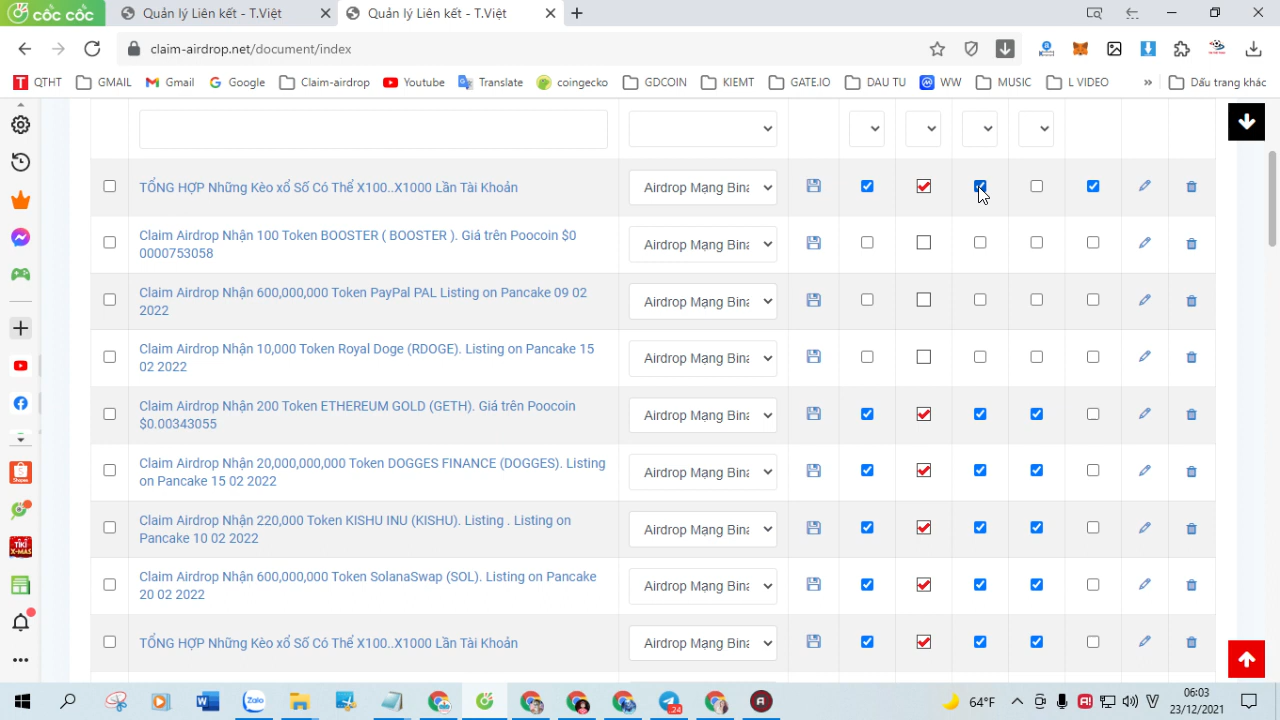 cốc cốc
Quản lý kiểm kết - T.Việt
Quản lý kiểm kết - T.Việt
claim-airdrop.net/document/index
QTHT
GMAIL
Gmail
Google
Claim-airdrop
Youtube
Translate
coingecko
GDCOIN
KIEMT
GATE.IO
DAU TU
WW
MUSIC
L VIDEO
»
Dấu trang khác
TỔNG HỢP Những Kèo xổ Số Có Thể X100..X1000 Lần Tài Khoản
Airdrop Mạng Bina
Claim Airdrop Nhận 100 Token BOOSTER ( BOOSTER ). Giá trên Poocoin $0
0000753058
Airdrop Mạng Bina
Claim Airdrop Nhận 600,000,000 Token PayPal PAL Listing on Pancake 09 02
2022
Airdrop Mạng Bina
Claim Airdrop Nhận 10,000 Token Royal Doge (RDOGE). Listing on Pancake 15
02 2022
Airdrop Mạng Bina
Claim Airdrop Nhận 200 Token ETHEREUM GOLD (GETH). Giá trên Poocoin
$0.00343055
Airdrop Mạng Bina
Claim Airdrop Nhận 20,000,000,000 Token DOGGES FINANCE (DOGGES). Listing
on Pancake 15 02 2022
Airdrop Mạng Bina
Claim Airdrop Nhận 220,000 Token KISHU INU (KISHU). Listing . Listing on
Pancake 10 02 2022
Airdrop Mạng Bina
Claim Airdrop Nhận 600,000,000 Token SolanaSwap (SOL). Listing on Pancake
20 02 2022
Airdrop Mạng Bina
TỔNG HỢP Những Kèo xổ Số Có Thể X100..X1000 Lần Tài Khoản
Airdrop Mạng Bina
Shopee
TIKI
X-MAS
Zalo
24
64°F
06:03
23/12/2021